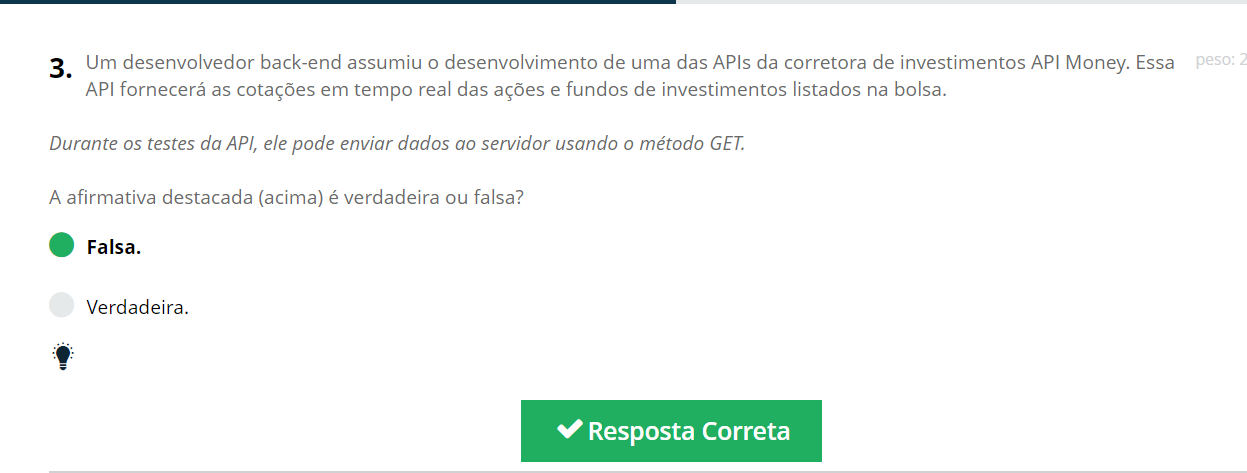 3. Um desenvolvedor back-end assumiu o desenvolvimento de uma das APIs da corretora de investimentos API Money. Essa peso: 2
API fornecerá as cotações em tempo real das ações e fundos de investimentos listados na bolsa.
Durante os testes da API, ele pode enviar dados ao servidor usando o método GET.
A afirmativa destacada (acima) é verdadeira ou falsa?
Falsa.
Verdadeira.
Resposta Correta